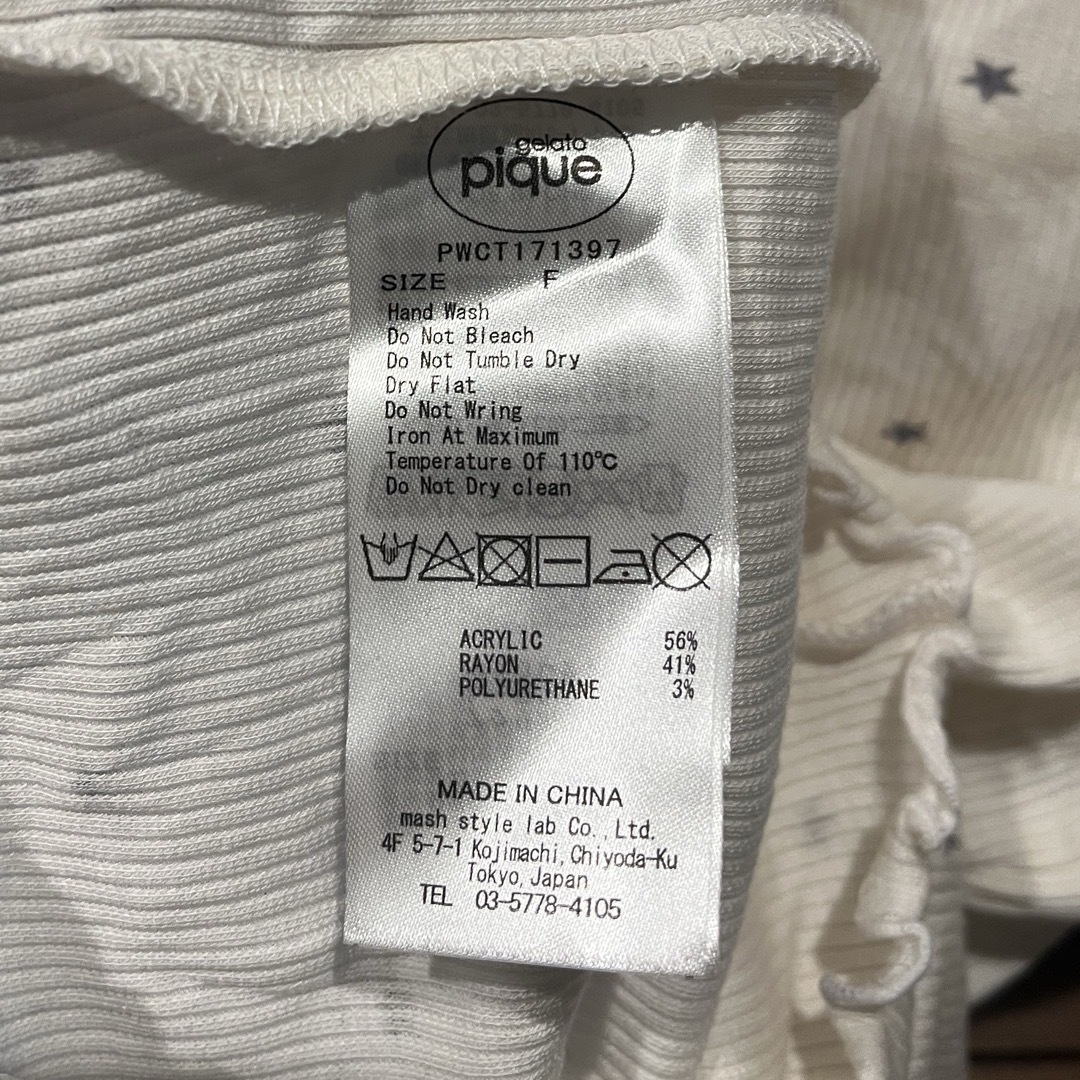 gelato
pique
PWCT171397
SIZE F
Hand Wash
Do Not Bleach
Do Not Tumble Dry
Dry Flat
Do Not Wring
Iron At Maximum
Temperature Of 110℃
Do Not Dry clean
ACRYLIC 56%
RAYON 41%
POLYURETHANE 3%
MADE IN CHINA
mash style lab Co.,Ltd.
4F 5-7-1 Kojimachi,Chiyoda-Ku
Tokyo,Japan
TEL 03-5778-4105